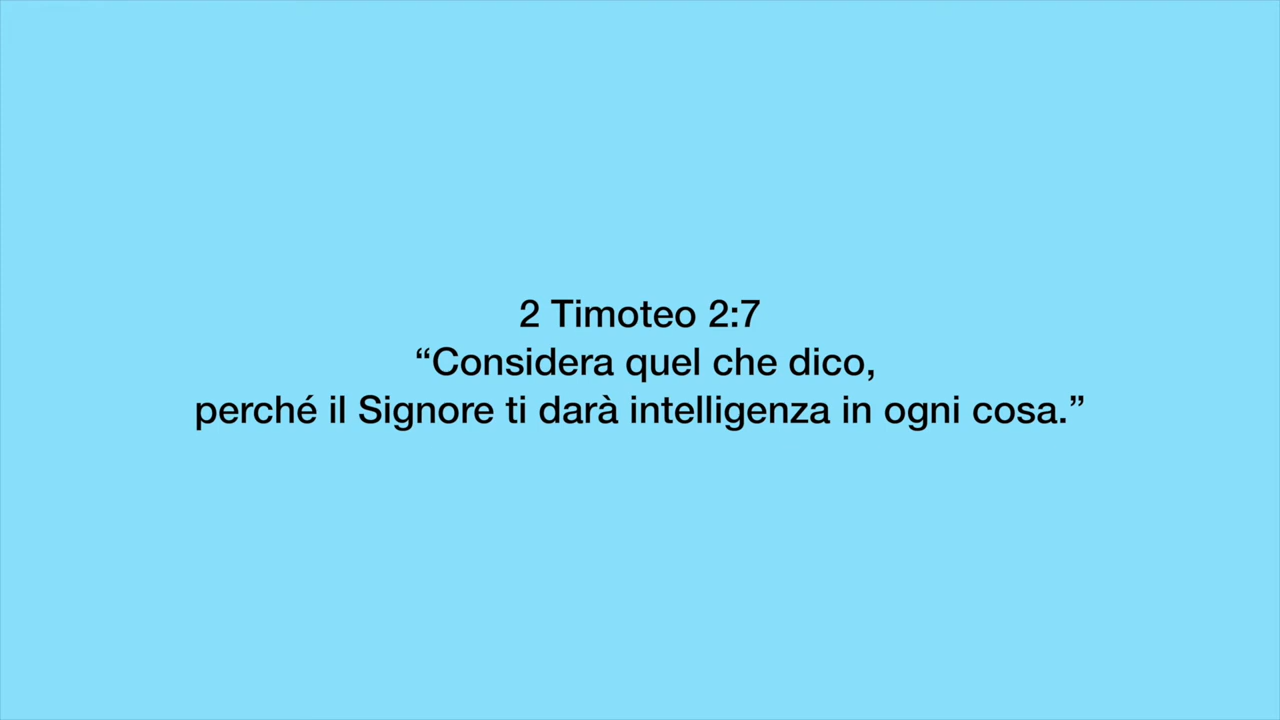 2 Timoteo 2:7
“Considera quel che dico,
perché il Signore ti darà intelligenza in ogni cosa.”